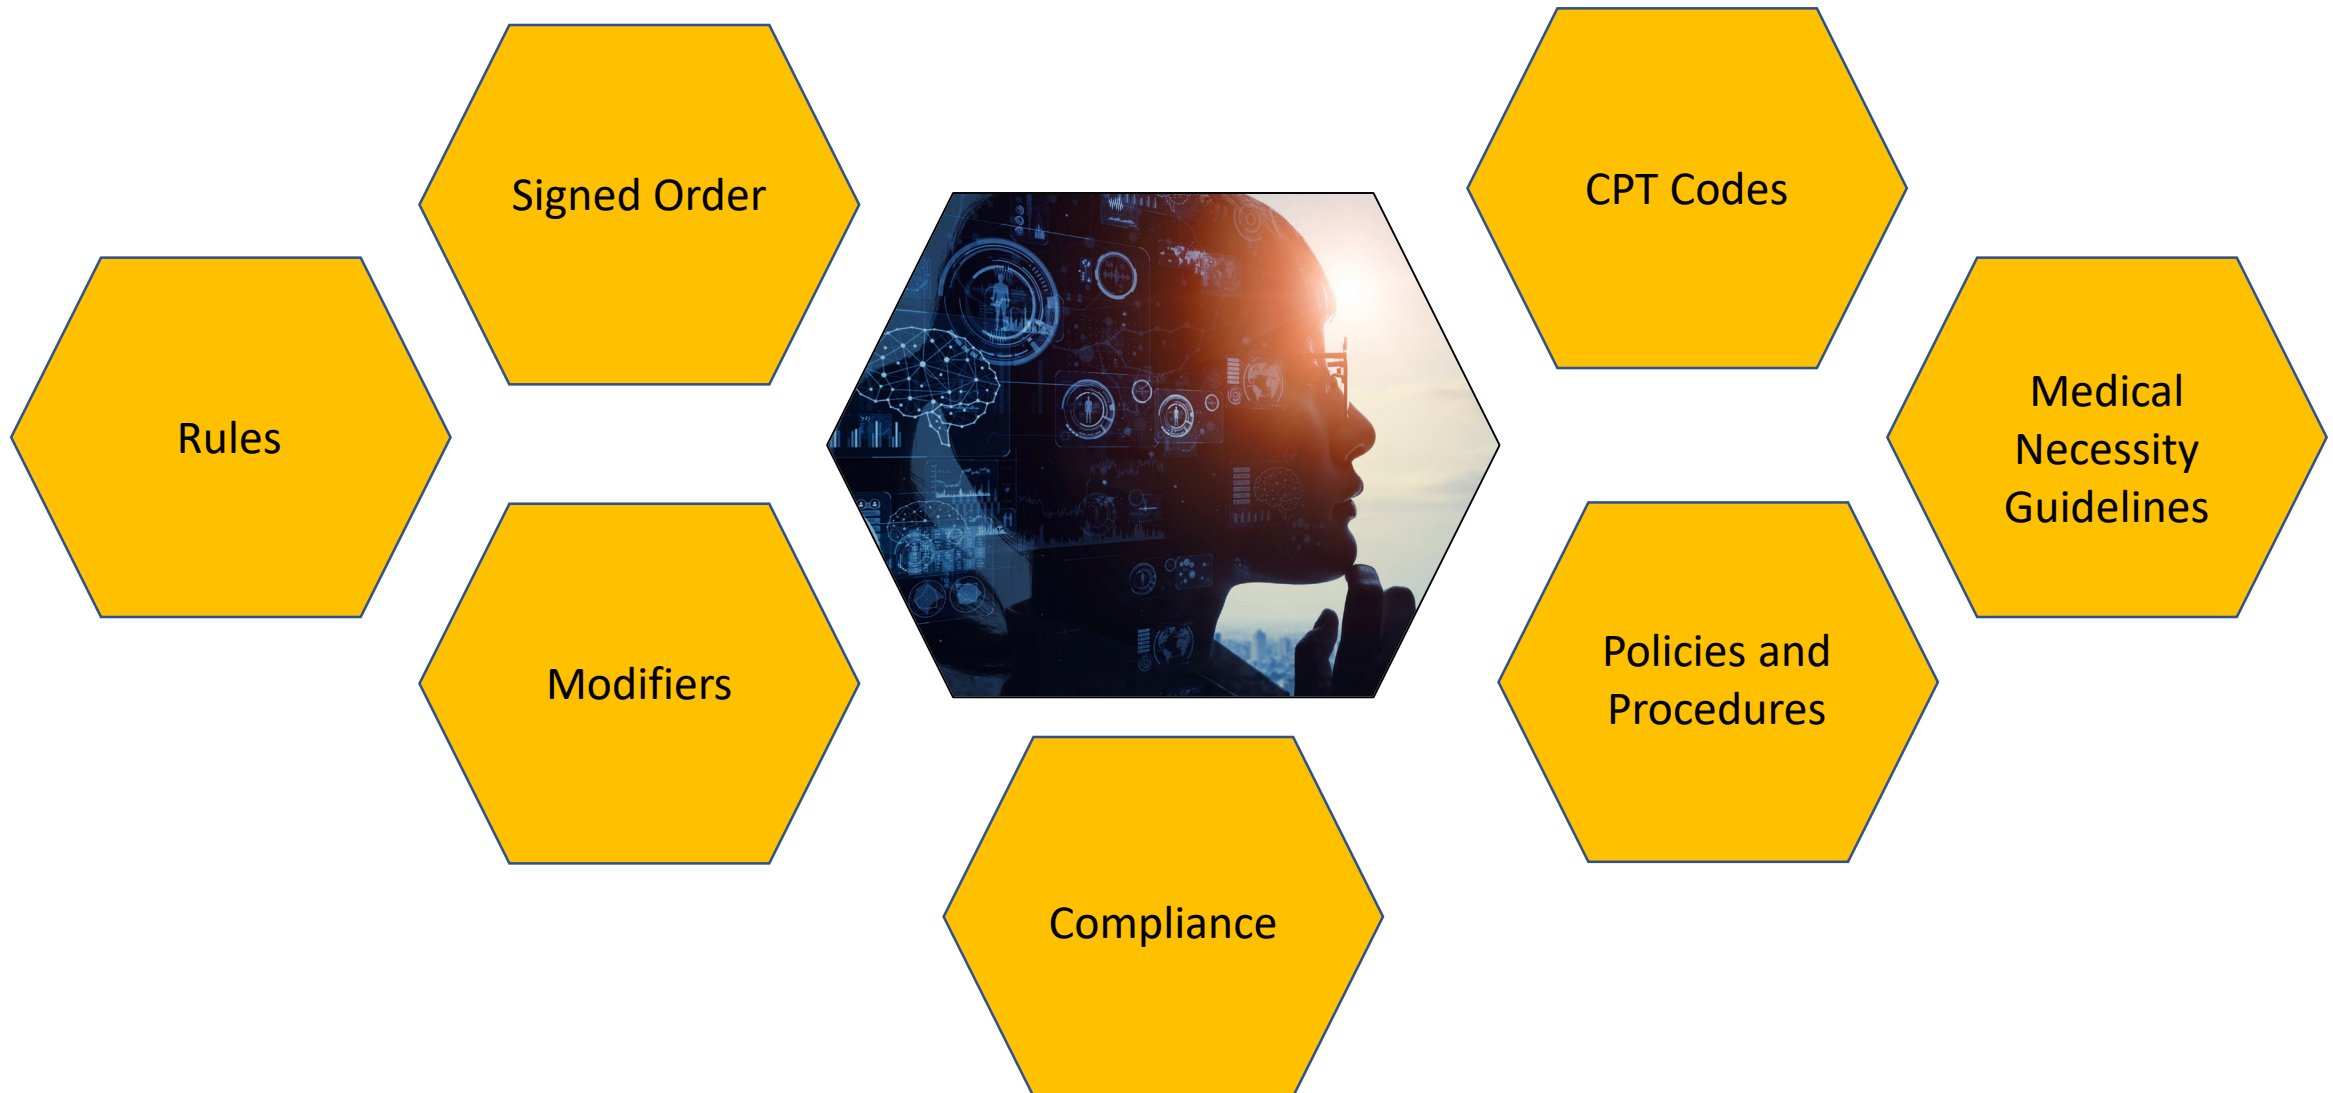 Signed Order
CPT Codes
Rules
Medical
Necessity
Guidelines
Modifiers
Policies and
Procedures
Compliance